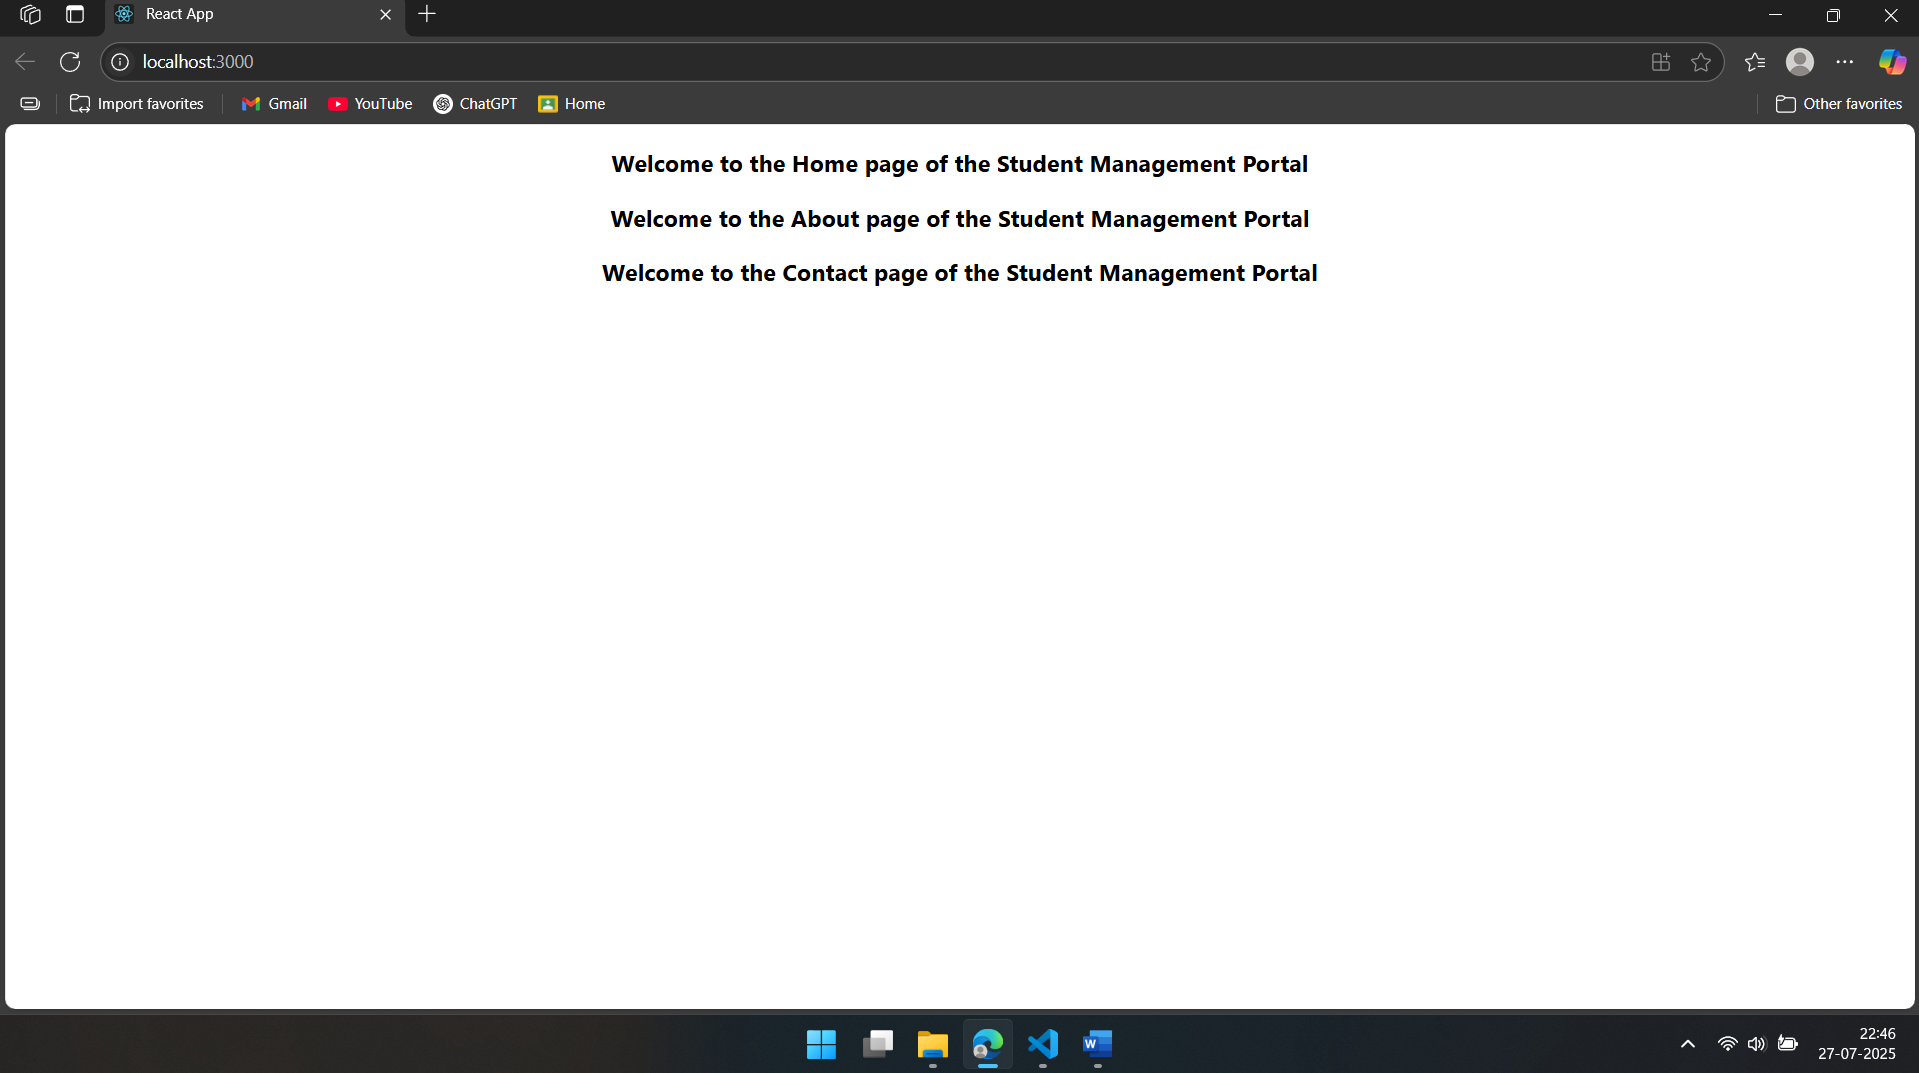 React App
localhost:3000
Import favorites
Gmail
YouTube
ChatGPT
Home
Other favorites
Welcome to the Home page of the Student Management Portal
Welcome to the About page of the Student Management Portal
Welcome to the Contact page of the Student Management Portal
W
22:46
27-07-2025